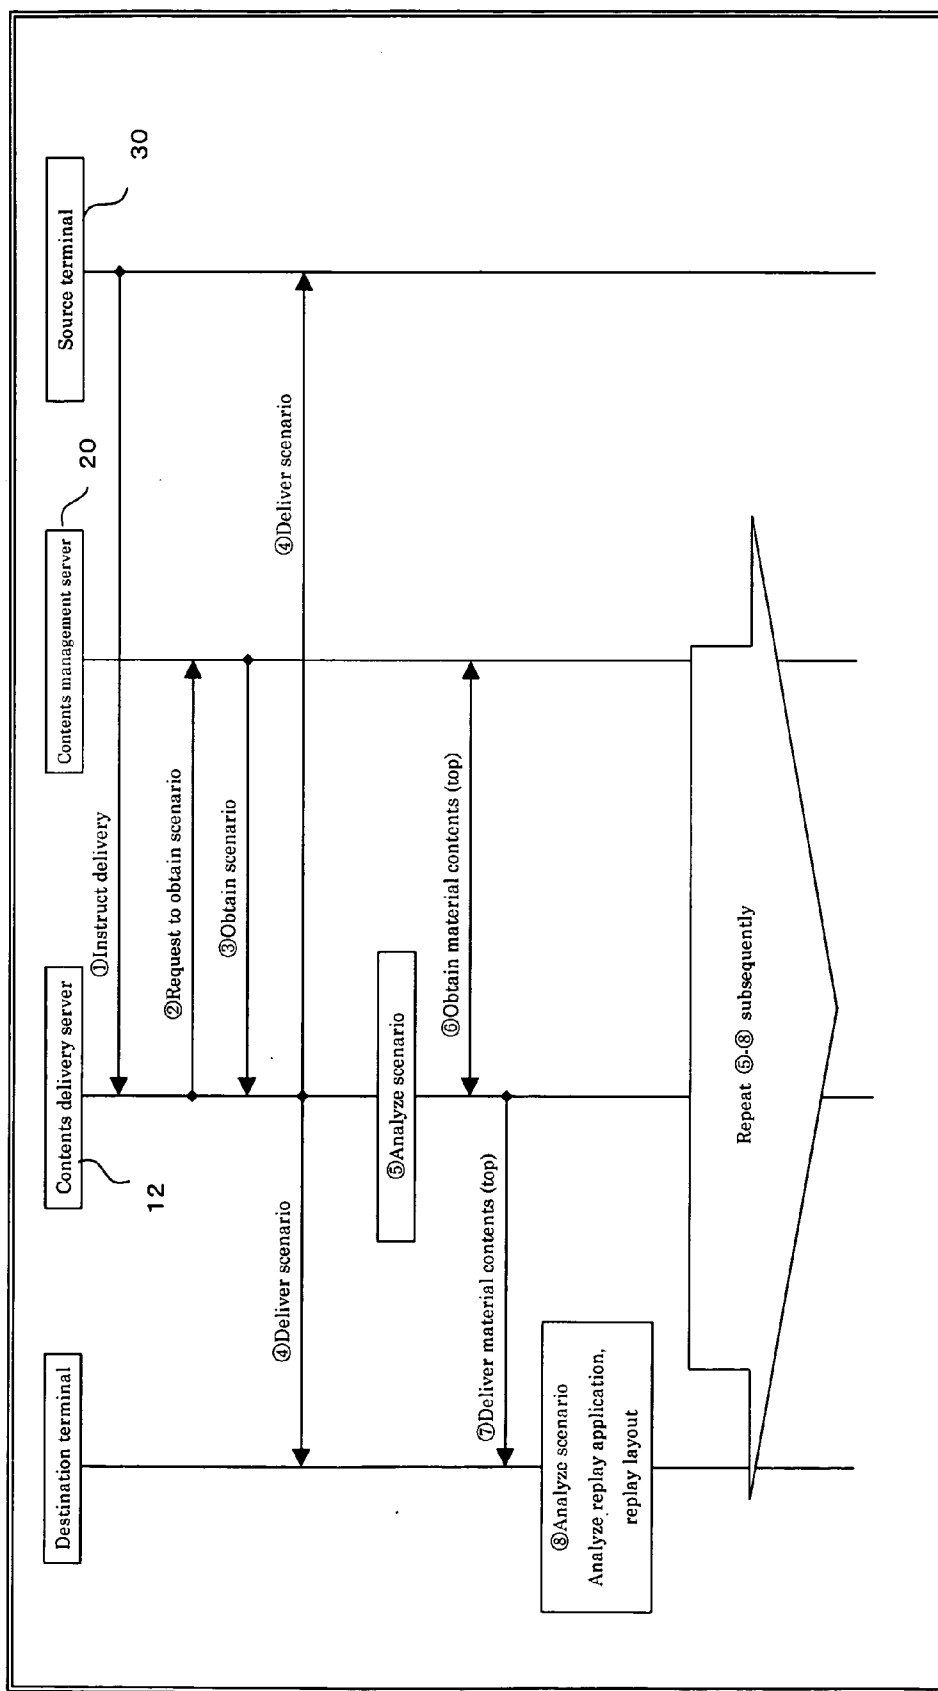 Destination terminal
Contents delivery server
12
Contents management server
20
Source terminal
30
①Instruct delivery
②Request to obtain scenario
③Obtain scenario
④Deliver scenario
④Deliver scenario
⑤Analyze scenario
⑥Obtain material contents (top)
⑦Deliver material contents (top)
⑧Analyze scenario
Analyze replay application,
replay layout
Repeat ⑤-⑧ subsequently